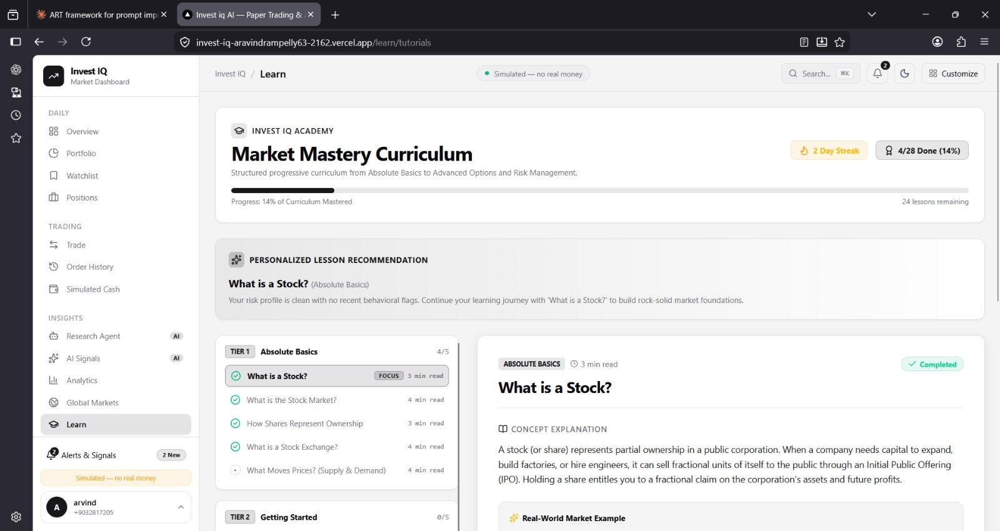 ART framework for prompt imp
Invest iq AI — Paper Trading &
invest-iq-aravindrampelly63-2162.vercel.app/learn/tutorials
Invest IQ
Market Dashboard
DAILY
Overview
Portfolio
Watchlist
Positions
TRADING
Trade
Order History
Simulated Cash
INSIGHTS
Research Agent AI
AI Signals AI
Analytics
Global Markets
Learn
2
Alerts & Signals 2 New
Simulated — no real money
A
arvind
+9032817205
Invest IQ / Learn
Simulated — no real money
Search... ⌘K
2
Customize
INVEST IQ ACADEMY
Market Mastery Curriculum
Structured progressive curriculum from Absolute Basics to Advanced Options and Risk Management.
2 Day Streak
4/28 Done (14%)
Progress: 14% of Curriculum Mastered
24 lessons remaining
PERSONALIZED LESSON RECOMMENDATION
What is a Stock? (Absolute Basics)
Your risk profile is clean with no recent behavioral flags. Continue your learning journey with 'What is a Stock?' to build rock-solid market foundations.
TIER 1 Absolute Basics 4/5
What is a Stock? FOCUS 3 min read
What is the Stock Market? 4 min read
How Shares Represent Ownership 3 min read
What is a Stock Exchange? 4 min read
What Moves Prices? (Supply & Demand) 4 min read
TIER 2 Getting Started 0/5
ABSOLUTE BASICS 3 min read
Completed
What is a Stock?
CONCEPT EXPLANATION
A stock (or share) represents partial ownership in a public corporation. When a company needs capital to expand,
build factories, or hire engineers, it can sell fractional units of itself to the public through an Initial Public Offering
(IPO). Holding a share entitles you to a fractional claim on the corporation's assets and future profits.
Real-World Market Example